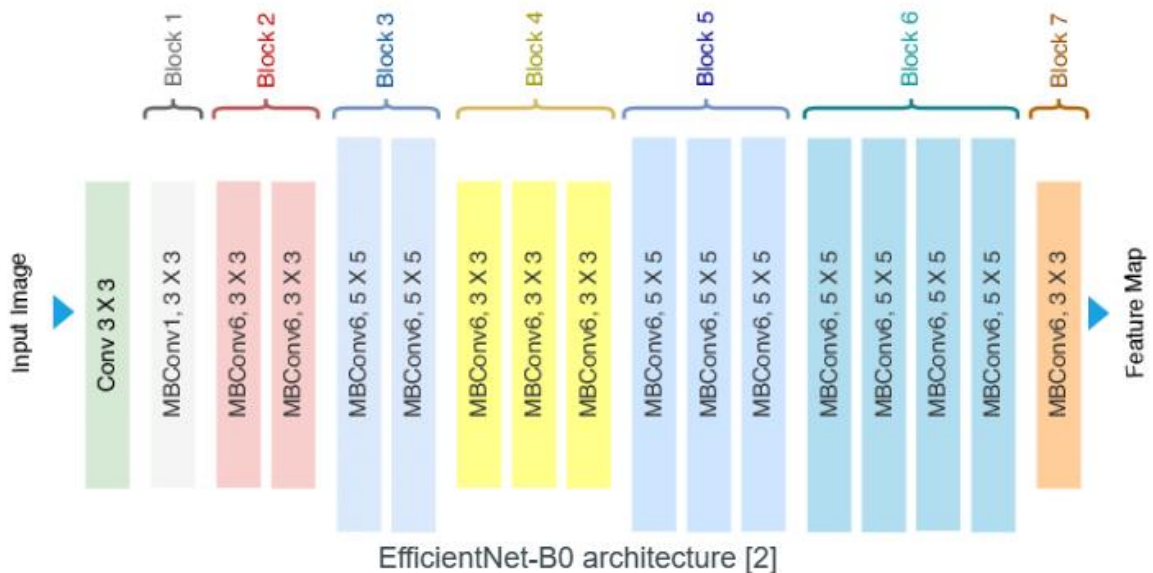 Block 1
Block 2
Block 3
Block 4
Block 5
Block 6
Block 7
Input Image
Conv 3 X 3
MBConv1, 3 X 3
MBConv6, 3 X 3
MBConv6, 3 X 3
MBConv6, 5 X 5
MBConv6, 5 X 5
MBConv6, 3 X 3
MBConv6, 3 X 3
MBConv6, 3 X 3
MBConv6, 5 X 5
MBConv6, 5 X 5
MBConv6, 5 X 5
MBConv6, 5 X 5
MBConv6, 5 X 5
MBConv6, 5 X 5
MBConv6, 5 X 5
MBConv6, 3 X 3
Feature Map
EfficientNet-B0 architecture [2]